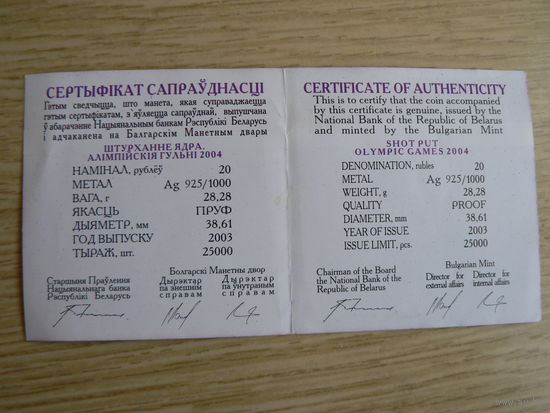 СЕРТЫФІКАТ САПРАЎДНАСЦІ
Гэтым сведчыцца, што манета, якая суправаджаецца
гэтым сертыфікатам, з'яўляецца сапраўднай, выпушчана
ў абарачэнне Нацыянальным банкам Рэспублікі Беларусь
і адчаканена на Балгарскім Манетным двары
ШТУРХАННЕ ЯДРА.
АЛІМПІЙСКІЯ ГУЛЬНІ 2004
НАМІНАЛ, рублёў 20
МЕТАЛ Ag 925/1000
ВАГА, г 28,28
ЯКАСЦЬ ПРУФ
ДЫЯМЕТР, мм 38,61
ГОД ВЫПУСКУ 2003
ТЫРАЖ, шт. 25000
Старшыня Праўлення
Нацыянальнага банка
Рэспублікі Беларусь
Болгарскі Манетны двор
Дырэктар па знешнім справам
Дырэктар па ўнутраным справам
CERTIFICATE OF AUTHENTICITY
This is to certify that the coin accompanied
by this certificate is genuine, issued by the
National Bank of the Republic of Belarus
and minted by the Bulgarian Mint
SHOT PUT
OLYMPIC GAMES 2004
DENOMINATION, rubles 20
METAL Ag 925/1000
WEIGHT, g 28,28
QUALITY PROOF
DIAMETER, mm 38,61
YEAR OF ISSUE 2003
ISSUE LIMIT, pcs. 25000
Chairman of the Board
the National Bank of the
Republic of Belarus
Bulgarian Mint
Director for external affairs
Director for internal affairs